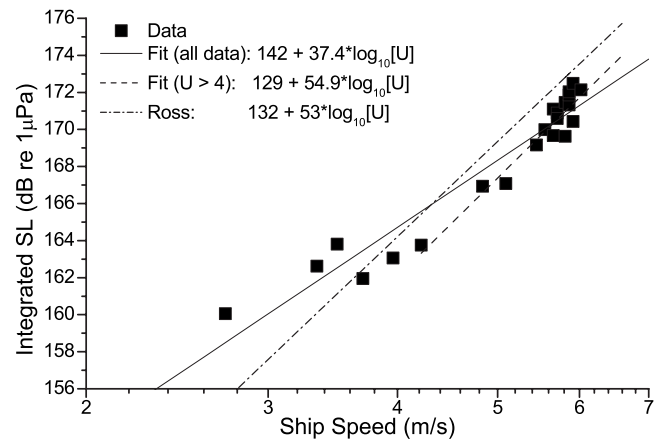 Data
Fit (all data): 142 + 37.4*log10[U]
Fit (U > 4): 129 + 54.9*log10[U]
Ross: 132 + 53*log10[U]
Integrated SL (dB re 1μPa)
176
174
172
170
168
166
164
162
160
158
156
2 3 4 5 6 7
Ship Speed (m/s)